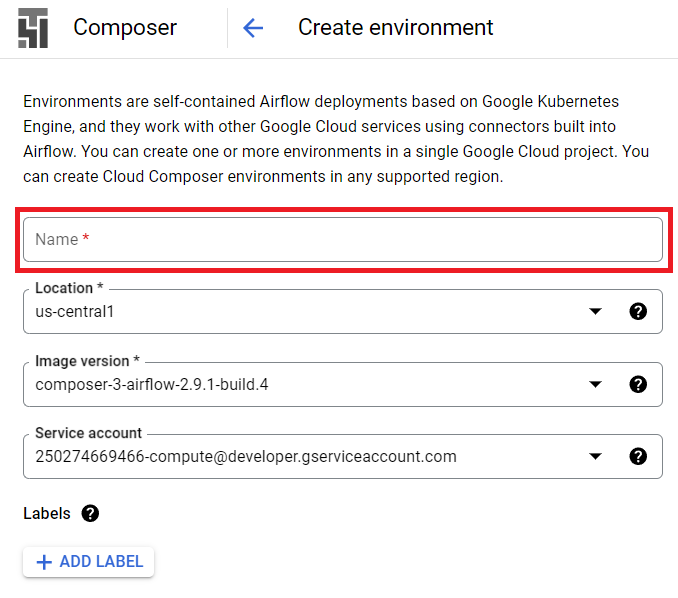 Composer
Create environment
Environments are self-contained Airflow deployments based on Google Kubernetes
Engine, and they work with other Google Cloud services using connectors built into
Airflow. You can create one or more environments in a single Google Cloud project. You
can create Cloud Composer environments in any supported region.
Name *
Location *
us-central1
Image version *
composer-3-airflow-2.9.1-build.4
Service account
250274669466-compute@developer.gserviceaccount.com
Labels
ADD LABEL